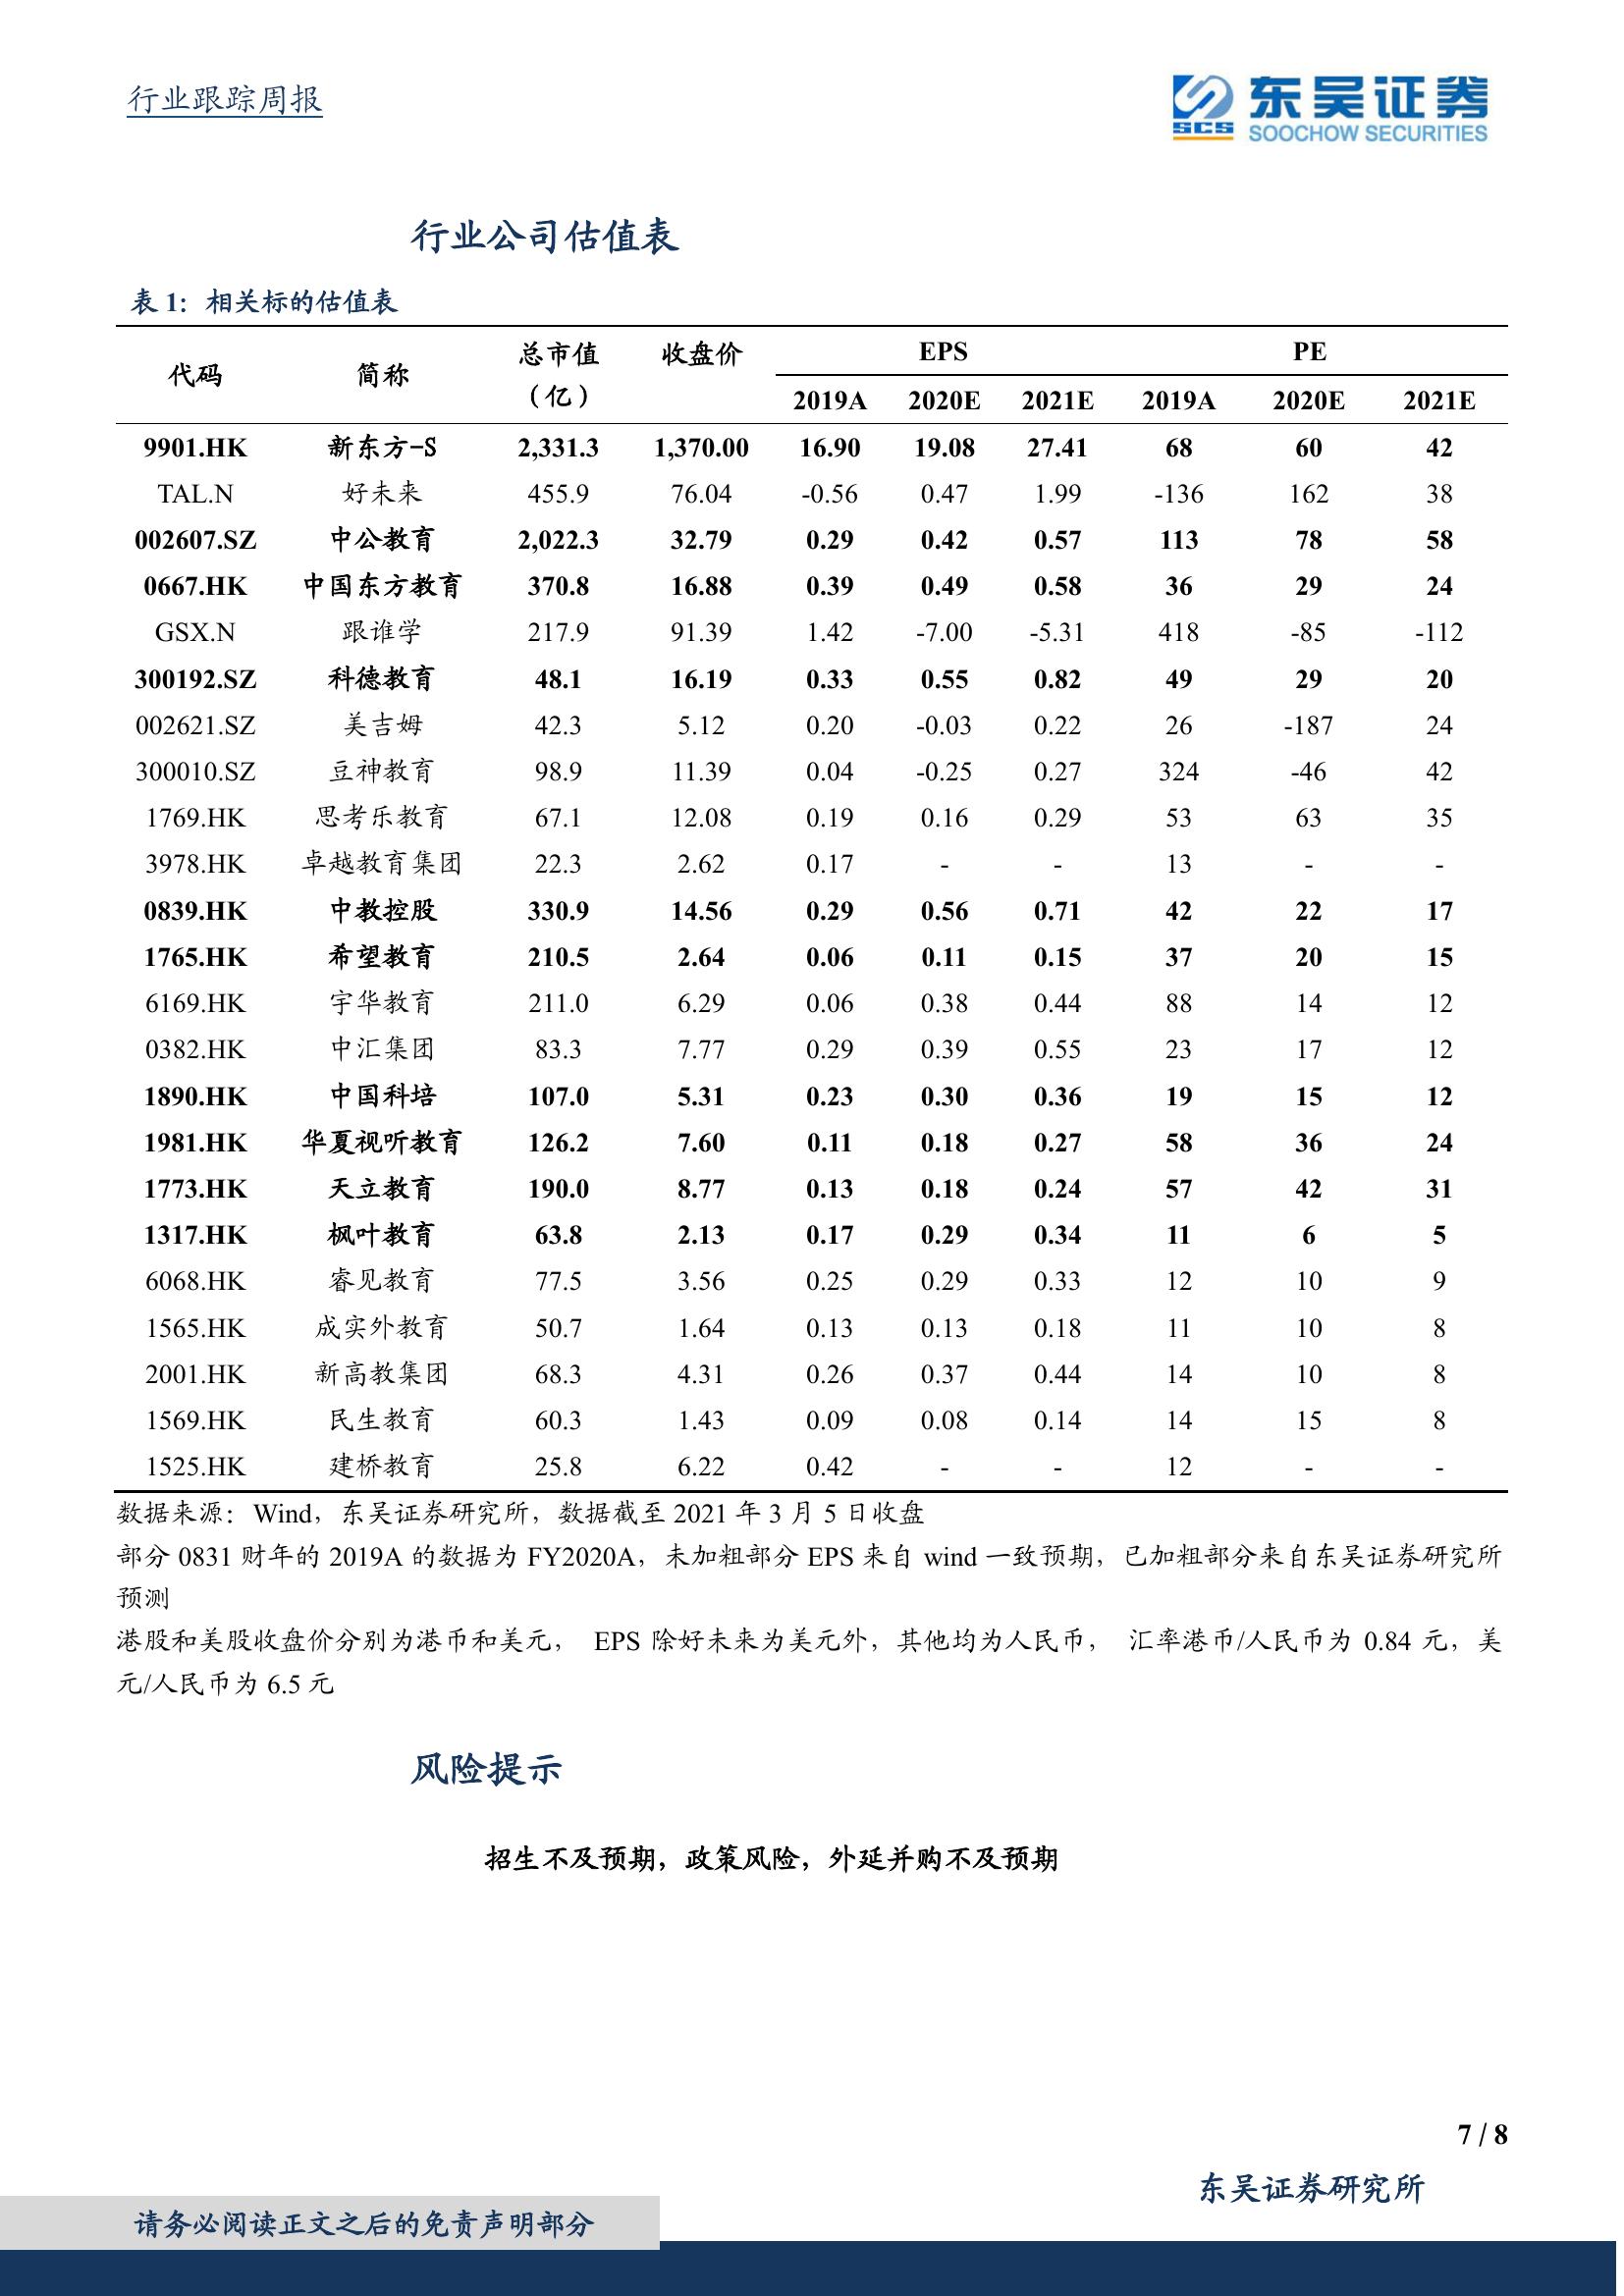 行业跟踪周报
东吴证券
SCS
SOOCHOW SECURITIES
行业公司估值表
表 1：相关标的估值表
代码 简称 总市值（亿） 收盘价 EPS PE
2019A 2020E 2021E 2019A 2020E 2021E
9901.HK 新东方-S 2,331.3 1,370.00 16.90 19.08 27.41 68 60 42
TAL.N 好未来 455.9 76.04 -0.56 0.47 1.99 -136 162 38
002607.SZ 中公教育 2,022.3 32.79 0.29 0.42 0.57 113 78 58
0667.HK 中国东方教育 370.8 16.88 0.39 0.49 0.58 36 29 24
GSX.N 跟谁学 217.9 91.39 1.42 -7.00 -5.31 418 -85 -112
300192.SZ 科德教育 48.1 16.19 0.33 0.55 0.82 49 29 20
002621.SZ 美吉姆 42.3 5.12 0.20 -0.03 0.22 26 -187 24
300010.SZ 豆神教育 98.9 11.39 0.04 -0.25 0.27 324 -46 42
1769.HK 思考乐教育 67.1 12.08 0.19 0.16 0.29 53 63 35
3978.HK 卓越教育集团 22.3 2.62 0.17 - - 13 - -
0839.HK 中教控股 330.9 14.56 0.29 0.56 0.71 42 22 17
1765.HK 希望教育 210.5 2.64 0.06 0.11 0.15 37 20 15
6169.HK 宇华教育 211.0 6.29 0.06 0.38 0.44 88 14 12
0382.HK 中汇集团 83.3 7.77 0.29 0.39 0.55 23 17 12
1890.HK 中国科培 107.0 5.31 0.23 0.30 0.36 19 15 12
1981.HK 华夏视听教育 126.2 7.60 0.11 0.18 0.27 58 36 24
1773.HK 天立教育 190.0 8.77 0.13 0.18 0.24 57 42 31
1317.HK 枫叶教育 63.8 2.13 0.17 0.29 0.34 11 6 5
6068.HK 睿见教育 77.5 3.56 0.25 0.29 0.33 12 10 9
1565.HK 成实外教育 50.7 1.64 0.13 0.13 0.18 11 10 8
2001.HK 新高教集团 68.3 4.31 0.26 0.37 0.44 14 10 8
1569.HK 民生教育 60.3 1.43 0.09 0.08 0.14 14 15 8
1525.HK 建桥教育 25.8 6.22 0.42 - - 12 - -
数据来源：Wind，东吴证券研究所，数据截至 2021 年 3 月 5 日收盘
部分 0831 财年的 2019A 的数据为 FY2020A，未加粗部分 EPS 来自 wind 一致预期，已加粗部分来自东吴证券研究所
预测
港股和美股收盘价分别为港币和美元， EPS 除好未来为美元外，其他均为人民币， 汇率港币/人民币为 0.84 元，美
元/人民币为 6.5 元
风险提示
招生不及预期，政策风险，外延并购不及预期
7 / 8
东吴证券研究所
请务必阅读正文之后的免责声明部分